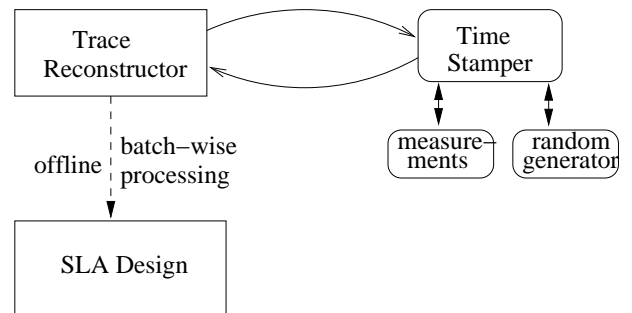 Trace
Reconstructor
Time
Stamper
measure–
ments
random
generator
offline
batch–wise
processing
SLA Design